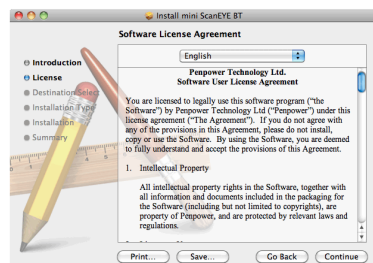 Install mini ScanEYE BT
Software License Agreement
English
Introduction
License
Destination Select
Installation Type
Installation
Summary
Penpower Technology Ltd.
Software User License Agreement
You are licensed to legally use this software program ("the
Software") by Penpower Technology Ltd ("Penpower") under this
license agreement ("The Agreement"). If you do not agree with
any of the provisions in this Agreement, please do not install,
copy or use the Software. By using the Software, you are deemed
to fully understand and accept the provisions of this Agreement.
1. Intellectual Property
All intellectual property rights in the Software, together with
all information and documents included in the packaging for
the Software (including but not limited to copyrights), are
property of Penpower, and are protected by relevant laws and
regulations.
Print...
Save...
Go Back
Continue